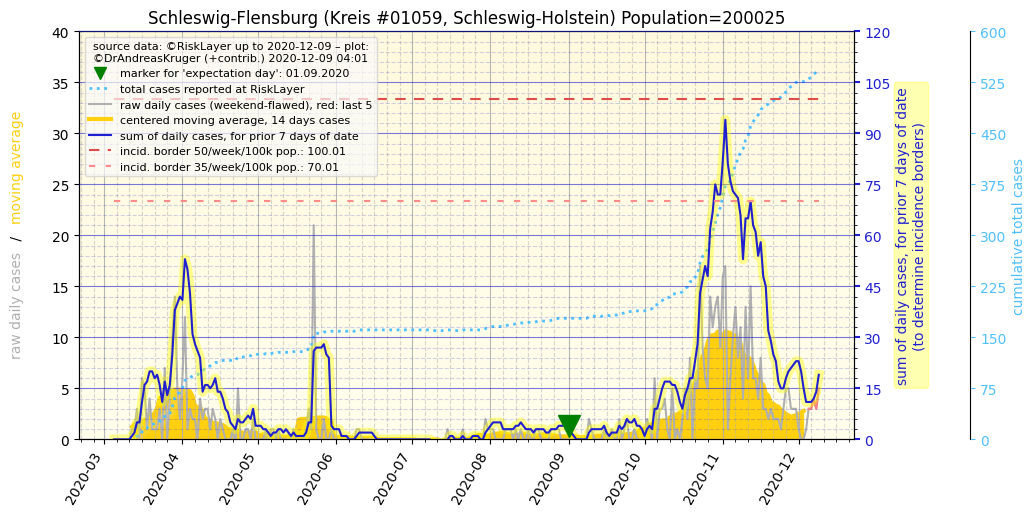 Schleswig-Flensburg (Kreis #01059, Schleswig-Holstein) Population=200025
source data: ©RiskLayer up to 2020-12-09 – plot:
©DrAndreasKruger (+contrib.) 2020-12-09 04:01
marker for 'expectation day': 01.09.2020
total cases reported at RiskLayer
raw daily cases (weekend-flawed), red: last 5
centered moving average, 14 days cases
sum of daily cases, for prior 7 days of date
incid. border 50/week/100k pop.: 100.01
incid. border 35/week/100k pop.: 70.01
raw daily cases / moving average
40
35
30
25
20
15
10
5
0
2020-03
2020-04
2020-05
2020-06
2020-07
2020-08
2020-09
2020-10
2020-11
2020-12
120
105
90
75
60
45
30
15
0
sum of daily cases, for prior 7 days of date
(to determine incidence borders)
600
525
450
375
300
225
150
75
0
cumulative total cases